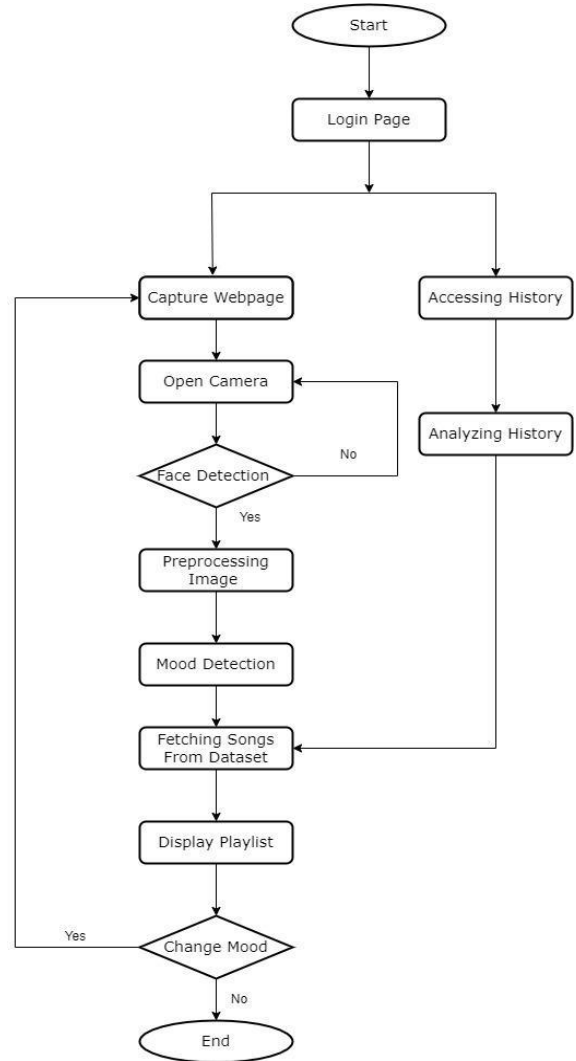 Start
Login Page
Capture Webpage
Accessing History
Open Camera
Analyzing History
Face Detection
No
Yes
Preprocessing
Image
Mood Detection
Fetching Songs
From Dataset
Display Playlist
Yes
Change Mood
No
End